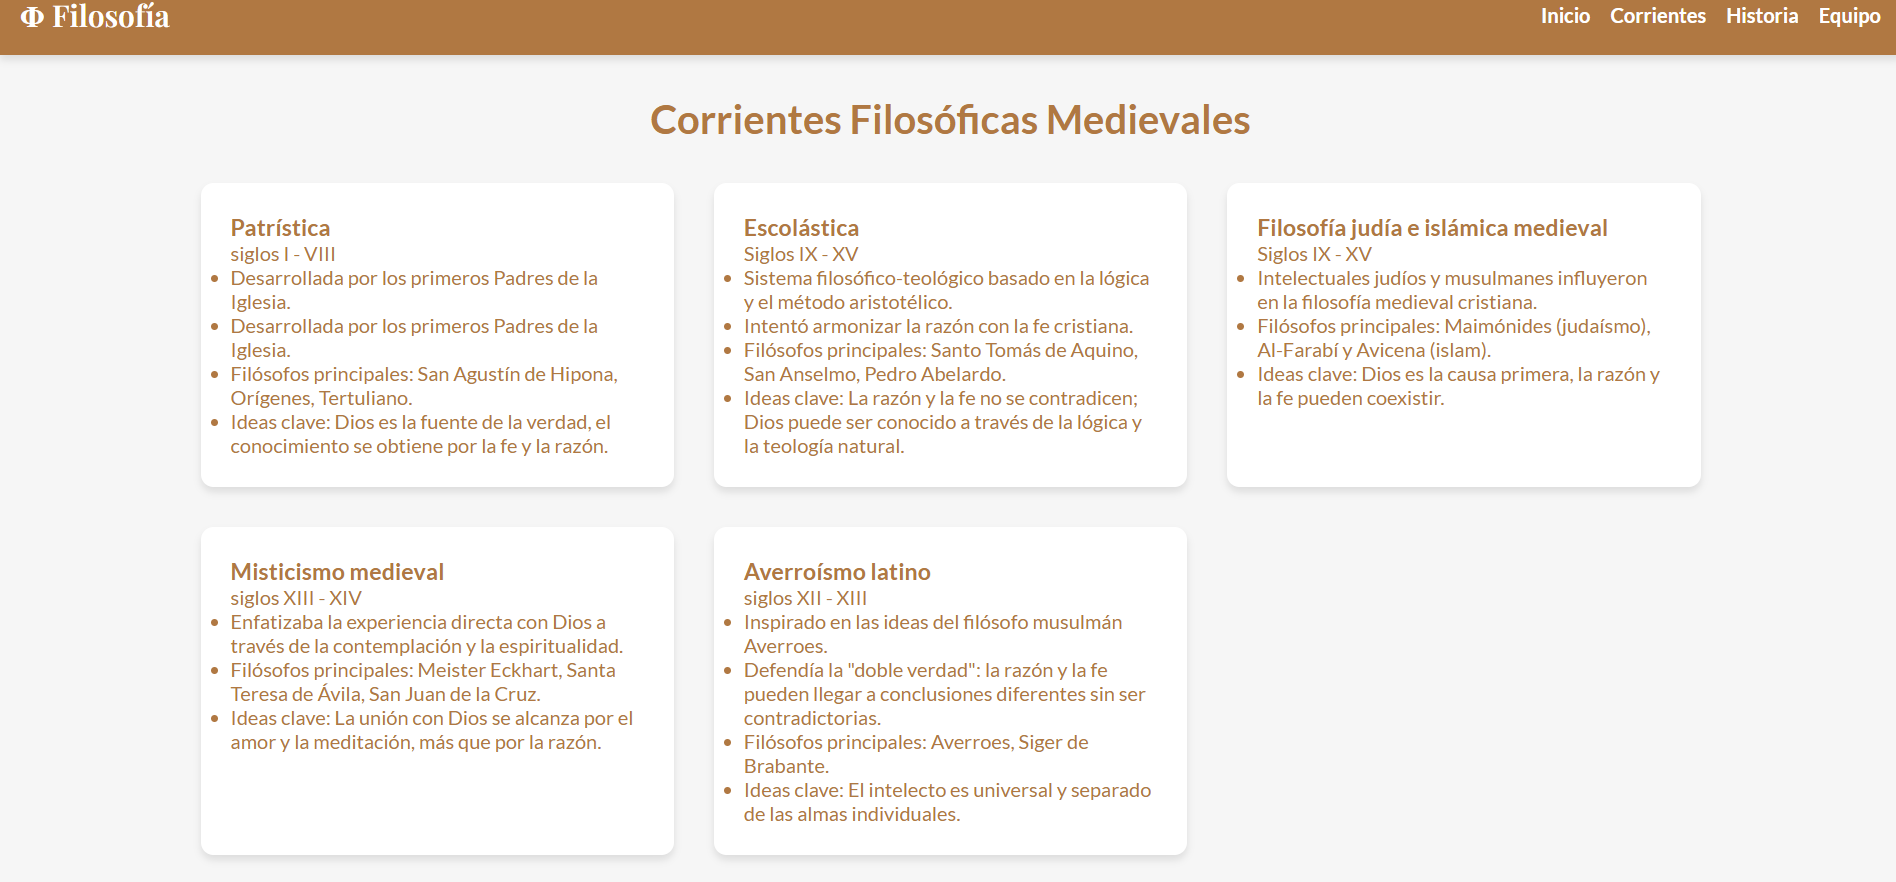 Φ Filosofía
Inicio Corrientes Historia Equipo
Corrientes Filosóficas Medievales
Patrística
siglos I - VIII
• Desarrollada por los primeros Padres de la
Iglesia.
• Desarrollada por los primeros Padres de la
Iglesia.
• Filósofos principales: San Agustín de Hipona,
Orígenes, Tertuliano.
• Ideas clave: Dios es la fuente de la verdad, el
conocimiento se obtiene por la fe y la razón.
Escolástica
Siglos IX - XV
• Sistema filosófico-teológico basado en la lógica
y el método aristotélico.
• Intentó armonizar la razón con la fe cristiana.
• Filósofos principales: Santo Tomás de Aquino,
San Anselmo, Pedro Abelardo.
• Ideas clave: La razón y la fe no se contradicen;
Dios puede ser conocido a través de la lógica y
la teología natural.
Filosofía judía e islámica medieval
Siglos IX - XV
• Intelectuales judíos y musulmanes influyeron
en la filosofía medieval cristiana.
• Filósofos principales: Maimónides (judaísmo),
Al-Farabí y Avicena (islam).
• Ideas clave: Dios es la causa primera, la razón y
la fe pueden coexistir.
Misticismo medieval
siglos XIII - XIV
• Enfatizaba la experiencia directa con Dios a
través de la contemplación y la espiritualidad.
• Filósofos principales: Meister Eckhart, Santa
Teresa de Ávila, San Juan de la Cruz.
• Ideas clave: La unión con Dios se alcanza por el
amor y la meditación, más que por la razón.
Averroísmo latino
siglos XII - XIII
• Inspirado en las ideas del filósofo musulmán
Averroes.
• Defendía la "doble verdad": la razón y la fe
pueden llegar a conclusiones diferentes sin ser
contradictorias.
• Filósofos principales: Averroes, Siger de
Brabante.
• Ideas clave: El intelecto es universal y separado
de las almas individuales.